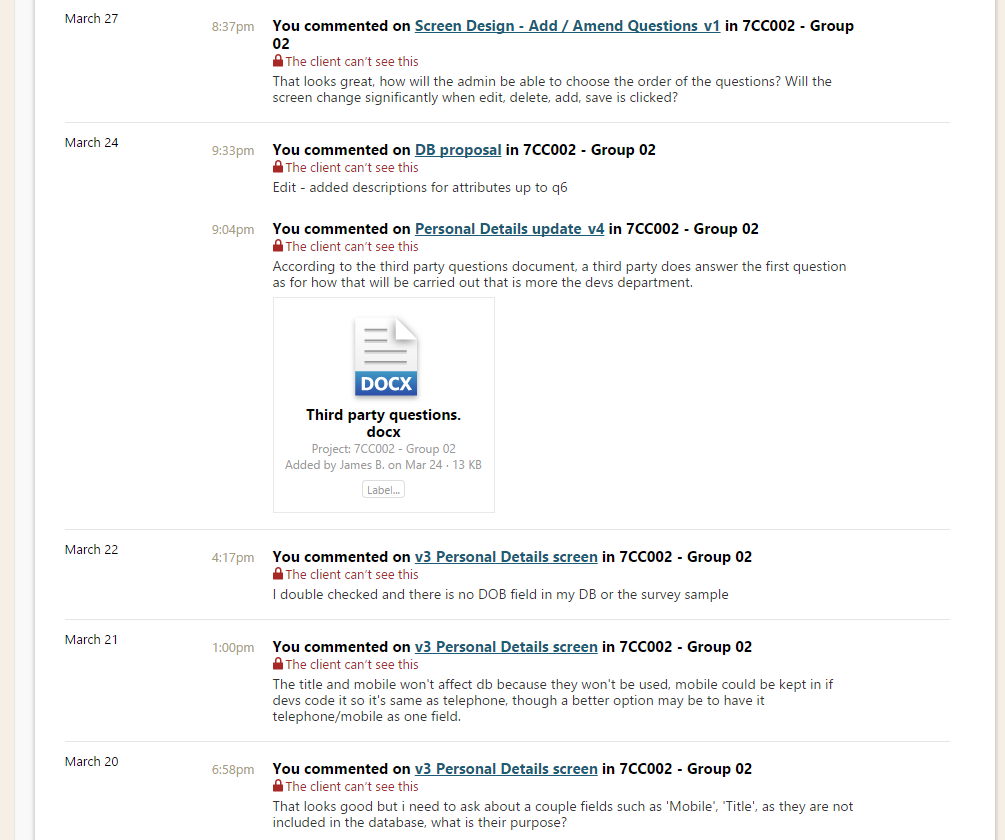 March 27
8:37pm
You commented on Screen Design - Add / Amend Questions_v1 in 7CC002 - Group
02
The client can't see this
That looks great, how will the admin be able to choose the order of the questions? Will the
screen change significantly when edit, delete, add, save is clicked?
March 24
9:33pm
You commented on DB proposal in 7CC002 - Group 02
The client can't see this
Edit - added descriptions for attributes up to q6
9:04pm
You commented on Personal Details update_v4 in 7CC002 - Group 02
The client can't see this
According to the third party questions document, a third party does answer the first question
as for how that will be carried out that is more the devs department.
DOCX
Third party questions.
docx
Project: 7CC002 - Group 02
Added by James B. on Mar 24 · 13 KB
Label...
March 22
4:17pm
You commented on v3 Personal Details screen in 7CC002 - Group 02
The client can't see this
I double checked and there is no DOB field in my DB or the survey sample
March 21
1:00pm
You commented on v3 Personal Details screen in 7CC002 - Group 02
The client can't see this
The title and mobile won't affect db because they won't be used, mobile could be kept in if
devs code it so it's same as telephone, though a better option may be to have it
telephone/mobile as one field.
March 20
6:58pm
You commented on v3 Personal Details screen in 7CC002 - Group 02
The client can't see this
That looks good but i need to ask about a couple fields such as 'Mobile', 'Title', as they are not
included in the database, what is their purpose?